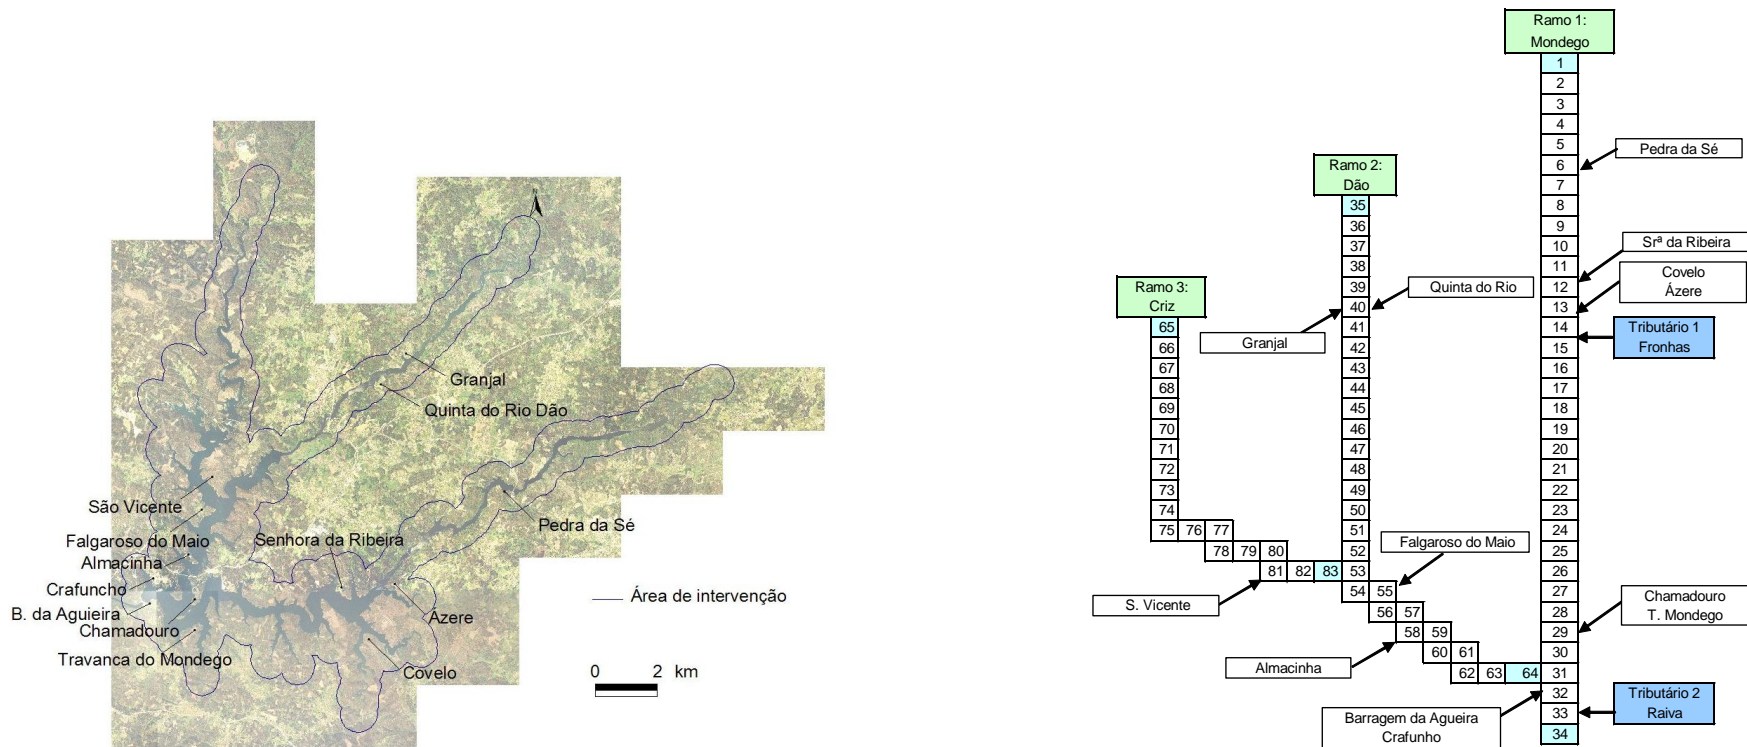 N
Granjal
Quinta do Rio Dão
São Vicente
Falgaroso do Maio
Almacinha
Crafuncho
B. da Aguieira
Chamadouro
Travanca do Mondego
Senhora da Ribeira
Pedra da Sé
Ázere
Covelo
Área de intervenção
0 2 km
Ramo 1:
Mondego
1
2
3
4
5
6
7
8
9
10
11
12
13
14
15
16
17
18
19
20
21
22
23
24
25
26
27
28
29
30
31
32
33
34
Pedra da Sé
Srª da Ribeira
Covelo
Ázere
Tributário 1
Fronhas
Chamadouro
T. Mondego
Tributário 2
Raiva
Ramo 2:
Dão
35
36
37
38
39
40
41
42
43
44
45
46
47
48
49
50
51
52
53
54 55
56 57
58 59
60 61
62 63 64
Quinta do Rio
Granjal
Falgaroso do Maio
Almacinha
Barragem da Agueira
Crafunho
Ramo 3:
Criz
65
66
67
68
69
70
71
72
73
74
75 76 77
78 79 80
81 82 83
S. Vicente